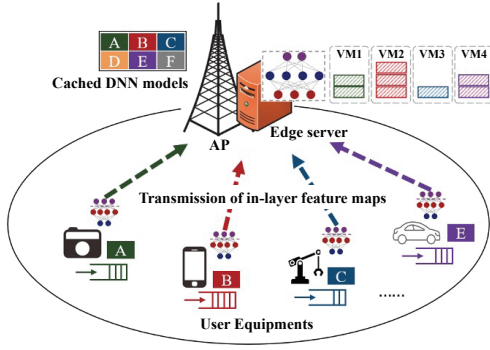 A B C
D E F
Cached DNN models
VM1 VM2 VM3 VM4
AP
Edge server
Transmission of in-layer feature maps
A
B
C
E
......
User Equipments